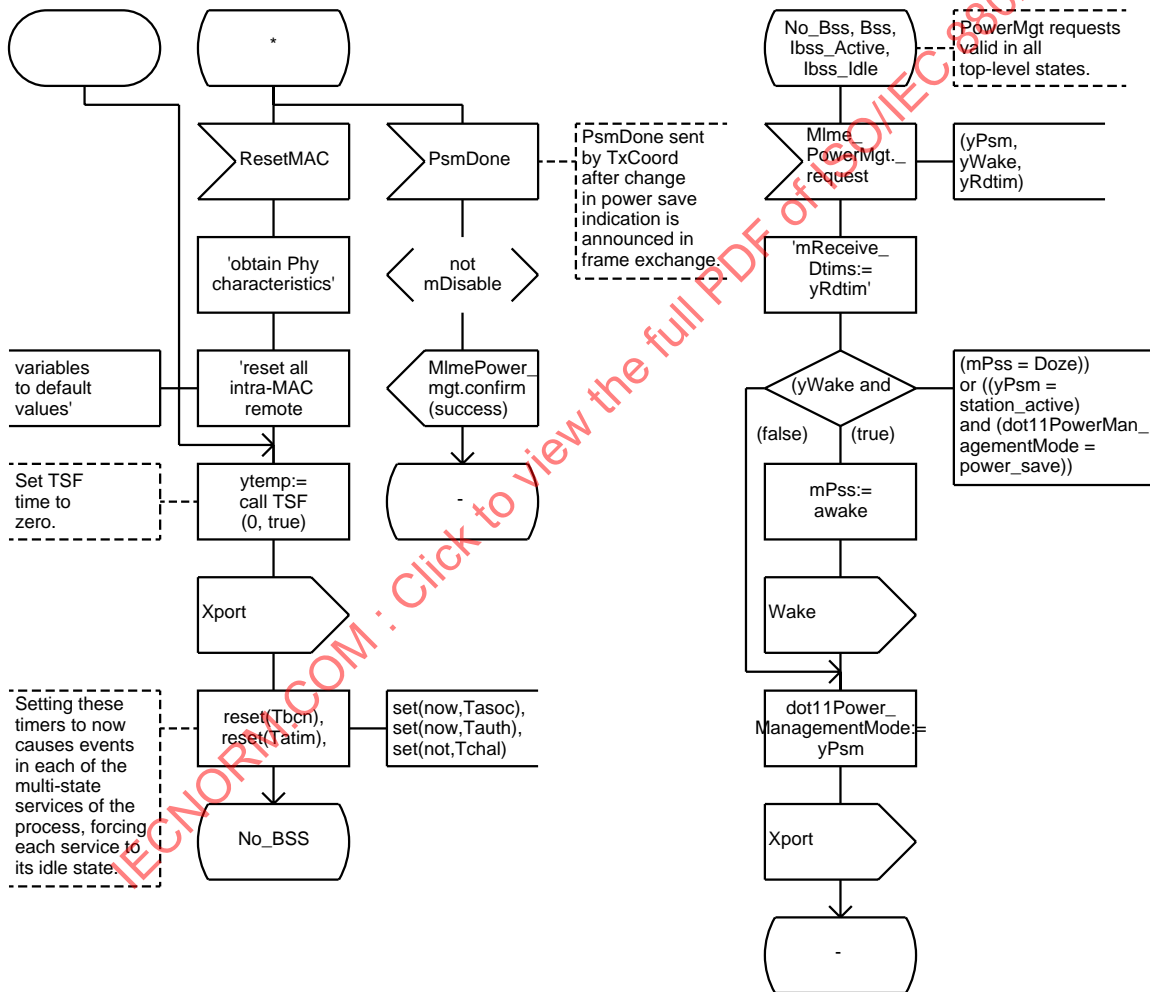 *
ResetMAC
'obtain Phy
characteristics'
variables
to default
values'
'reset all
intra-MAC
remote
Set TSF
time to
zero.
ytemp:=
call TSF
(0, true)
Xport
Setting these
timers to now
causes events
in each of the
multi-state
services of the
process, forcing
each service to
its idle state.
reset(Tbcn),
reset(Tatim),
set(now,Tasoc),
set(now,Tauth),
set(not,Tchal)
No_BSS
PsmDone
PsmDone sent
by TxCoord
after change
in power save
indication is
announced in
frame exchange.
not
mDisable
MlmePower_
mgt.confirm
(success)
-
No_Bss, Bss,
Ibss_Active,
Ibss_Idle
PowerMgt requests
valid in all
top-level states.
Mlme_
PowerMgt._
request
(yPsm,
yWake,
yRdtim)
'mReceive_
Dtims:=
yRdtim'
(yWake and
(mPss = Doze))
or ((yPsm =
station_active)
and (dot11PowerMan_
agementMode =
power_save))
(false)
(true)
mPss:=
awake
Wake
dot11Power_
ManagementMode:=
yPsm
Xport
-
IECNORM.COM : Click to view the full PDF of ISO/IEC 880